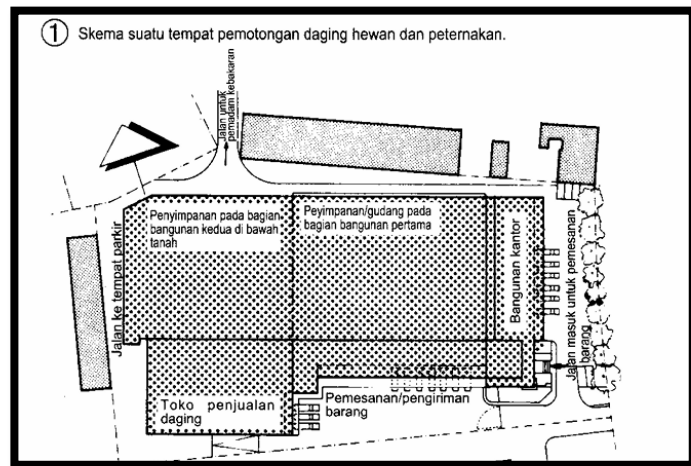 ① Skema suatu tempat pemotongan daging hewan dan peternakan.
Jalan untuk
pemadam kebakaran
Penyimpanan pada bagian
bangunan kedua di bawah
tanah
Peyimpanan/gudang pada
bagian bangunan pertama
Bangunan kantor
Jalan masuk untuk pemesanan
barang
Jalan ke tempat parkir
Toko penjualan
daging
Pemesanan/pengiriman
barang